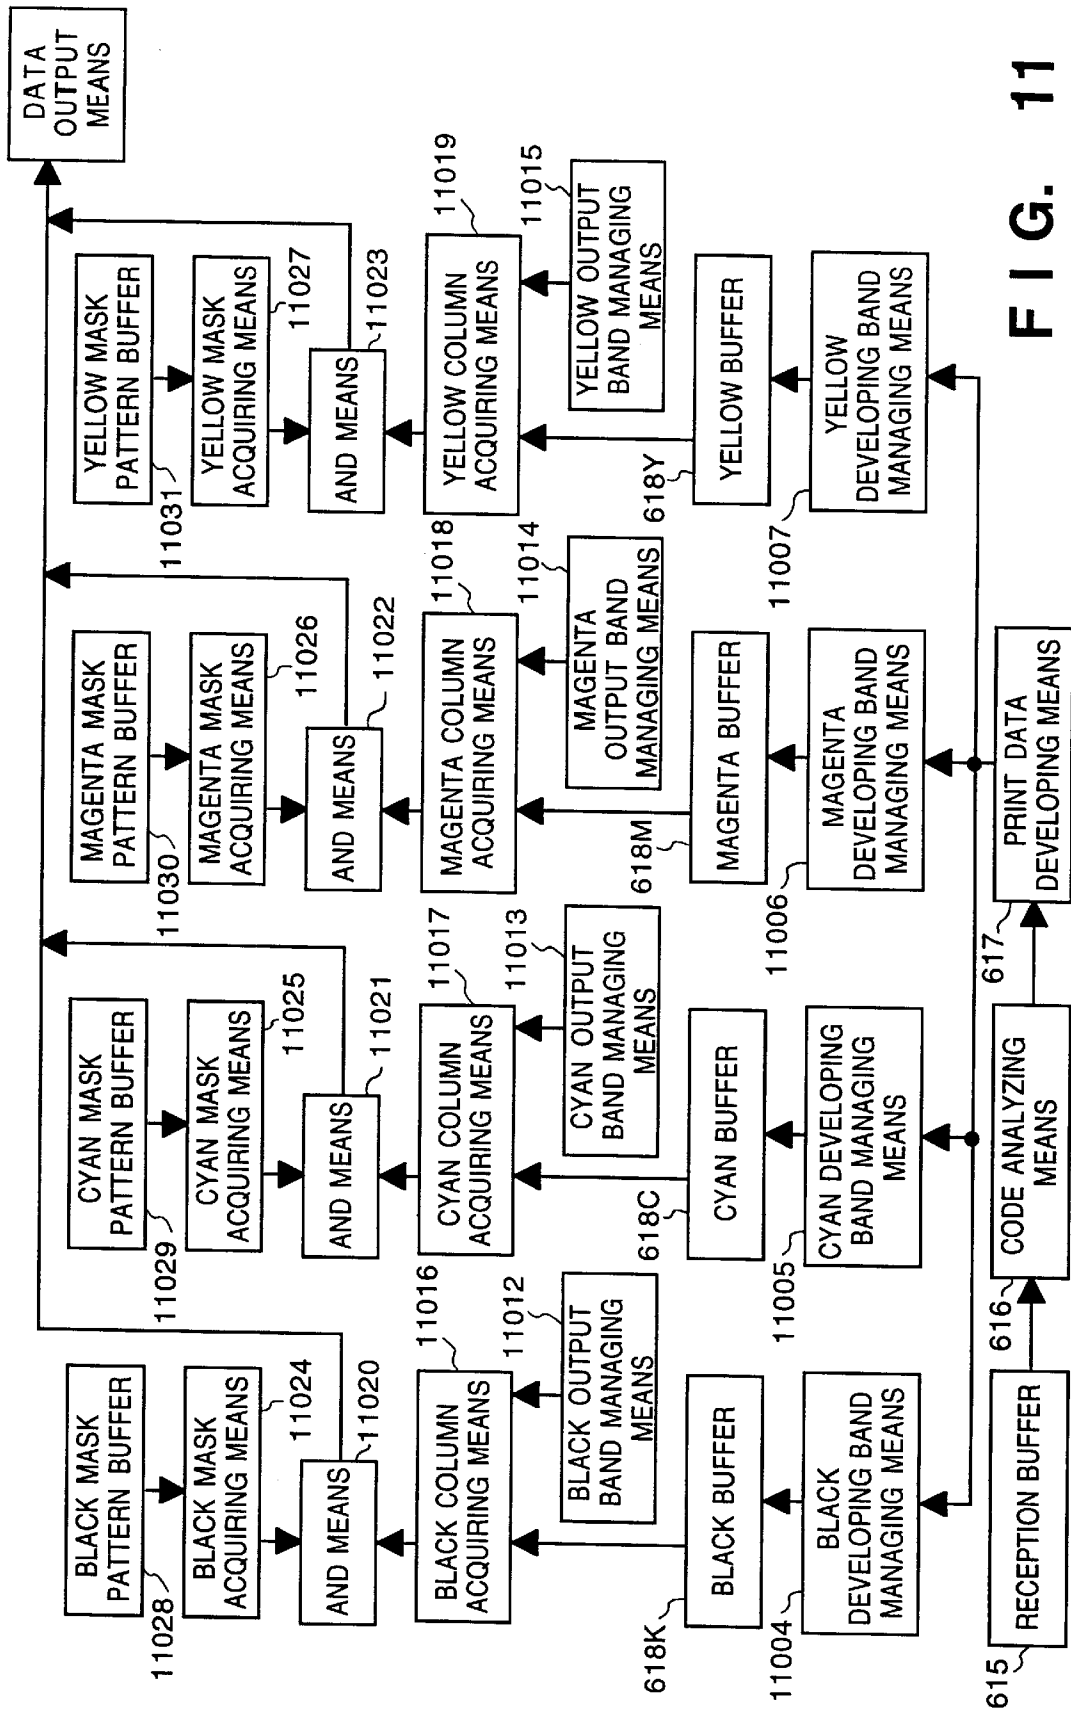 DATA
OUTPUT
MEANS
BLACK MASK
PATTERN BUFFER
11028
BLACK MASK
ACQUIRING MEANS
11024
AND MEANS
11020
BLACK COLUMN
ACQUIRING MEANS
11016
BLACK OUTPUT
BAND MANAGING
MEANS
11012
BLACK BUFFER
618K
BLACK
DEVELOPING BAND
MANAGING MEANS
11004
CYAN MASK
PATTERN BUFFER
11029
CYAN MASK
ACQUIRING MEANS
11025
AND MEANS
11021
CYAN COLUMN
ACQUIRING MEANS
11017
CYAN OUTPUT
BAND MANAGING
MEANS
11013
CYAN BUFFER
618C
CYAN DEVELOPING
BAND MANAGING
MEANS
11005
MAGENTA MASK
PATTERN BUFFER
11030
MAGENTA MASK
ACQUIRING MEANS
11026
AND MEANS
11022
MAGENTA COLUMN
ACQUIRING MEANS
11018
MAGENTA
OUTPUT BAND
MANAGING MEANS
11014
MAGENTA BUFFER
618M
MAGENTA
DEVELOPING BAND
MANAGING MEANS
11006
YELLOW MASK
PATTERN BUFFER
11031
YELLOW MASK
ACQUIRING MEANS
11027
AND MEANS
11023
YELLOW COLUMN
ACQUIRING MEANS
11019
YELLOW OUTPUT
BAND MANAGING
MEANS
11015
YELLOW BUFFER
618Y
YELLOW
DEVELOPING BAND
MANAGING MEANS
11007
RECEPTION BUFFER
615
CODE ANALYZING
MEANS
616
PRINT DATA
DEVELOPING MEANS
617
FIG. 11